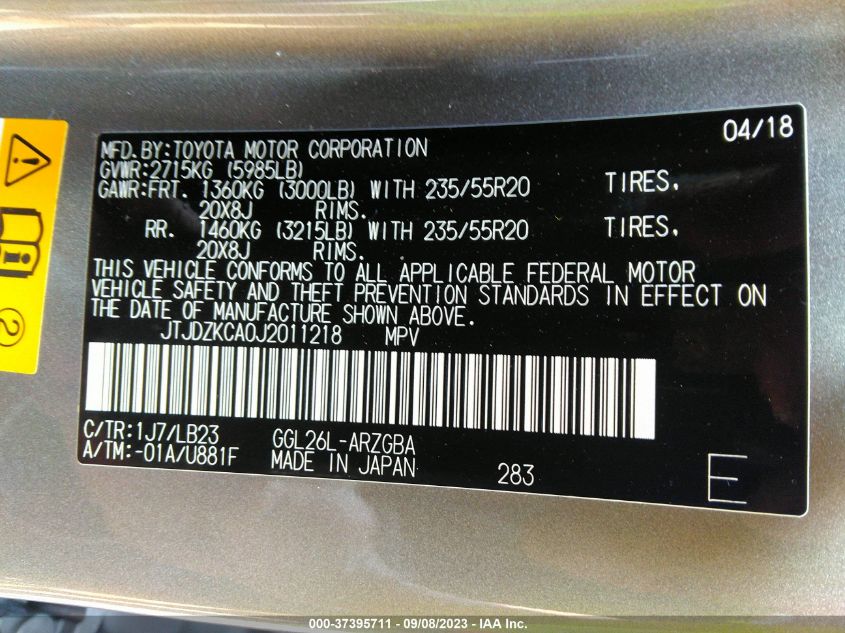 04/18
MFD.BY:TOYOTA MOTOR CORPORATION
GVWR:2715KG (5985LB)
GAWR:FRT. 1360KG (3000LB) WITH 235/55R20 TIRES,
20X8J RIMS.
RR. 1460KG (3215LB) WITH 235/55R20 TIRES,
20X8J RIMS.
THIS VEHICLE CONFORMS TO ALL APPLICABLE FEDERAL MOTOR
VEHICLE SAFETY AND THEFT PREVENTION STANDARDS IN EFFECT ON
THE DATE OF MANUFACTURE SHOWN ABOVE.
JTJDZKCA0J2011218 MPV
C/TR:1J7/LB23 GGL26L-ARZGBA
A/TM:-01A/U881F MADE IN JAPAN 283
E
2
000-37395711 - 09/08/2023 - IAA Inc.